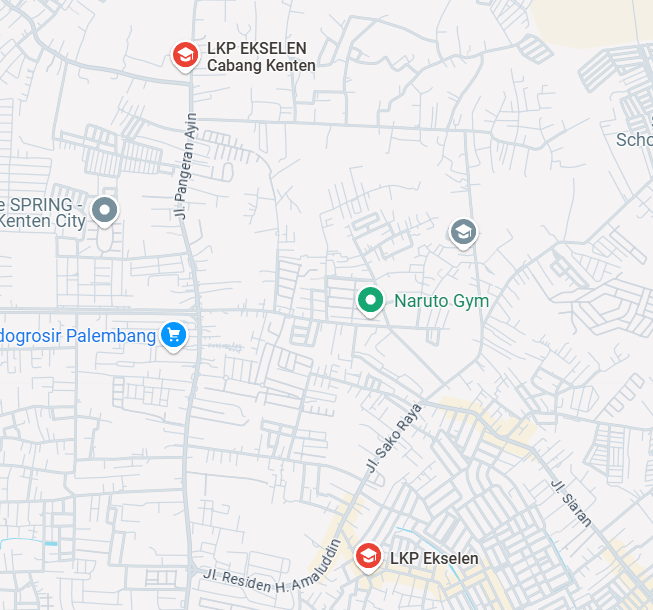 LKP EKSELEN
Cabang Kenten
Scho
Jl. Pangeran Ayin
e SPRING -
Kenten City
Naruto Gym
dogrosir Palembang
Jl. Sako Raya
Jl. Siaran
LKP Ekselen
Jl. Residen H. Amaluddin